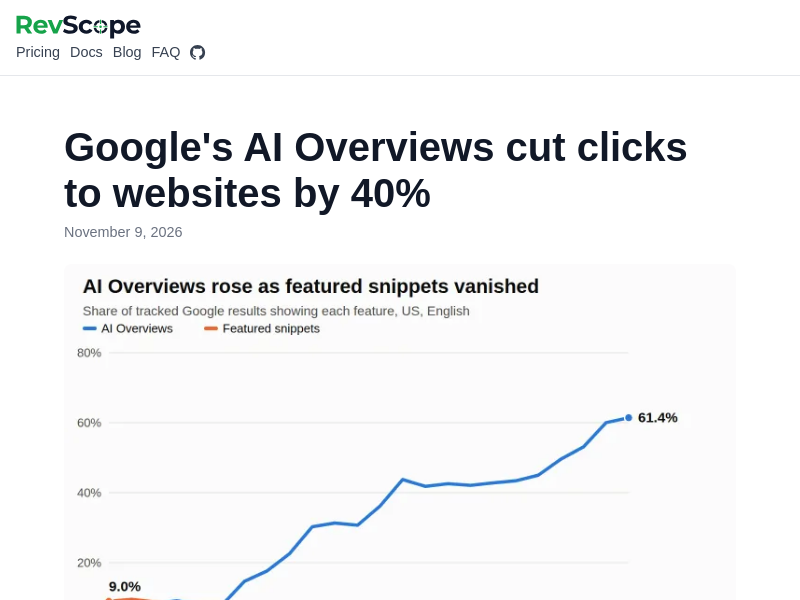 RevScope
Pricing Docs Blog FAQ
Google's AI Overviews cut clicks
to websites by 40%
November 9, 2026
AI Overviews rose as featured snippets vanished
Share of tracked Google results showing each feature, US, English
AI Overviews Featured snippets
80%
60%
61.4%
40%
20%
9.0%